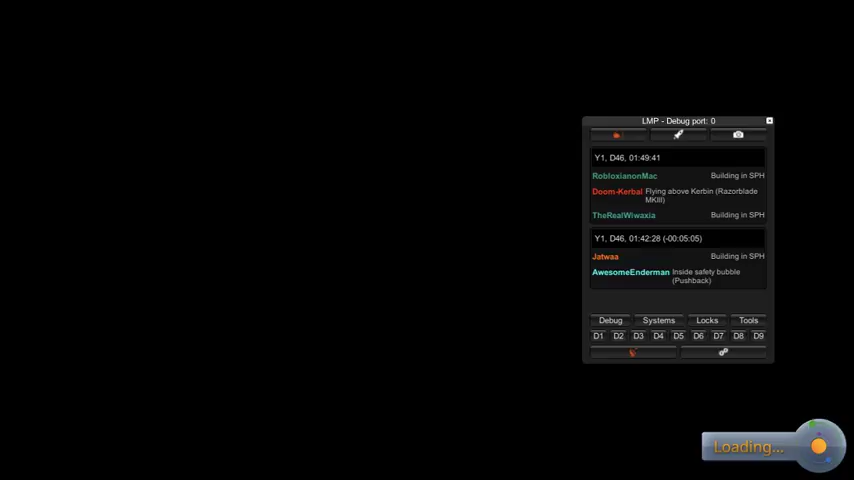 LMP - Debug port: 0
Y1, D46, 01:49:41
RobloxianonMac Building in SPH
Doom-Kerbal Flying above Kerbin (Razorblade
MKIII)
TheRealWiwaxia Building in SPH
Y1, D46, 01:42:28 (-00:05:05)
Jatwaa Building in SPH
AwesomeEnderman Inside safety bubble
(Pushback)
Debug Systems Locks Tools
D1 D2 D3 D4 D5 D6 D7 D8 D9
Loading...